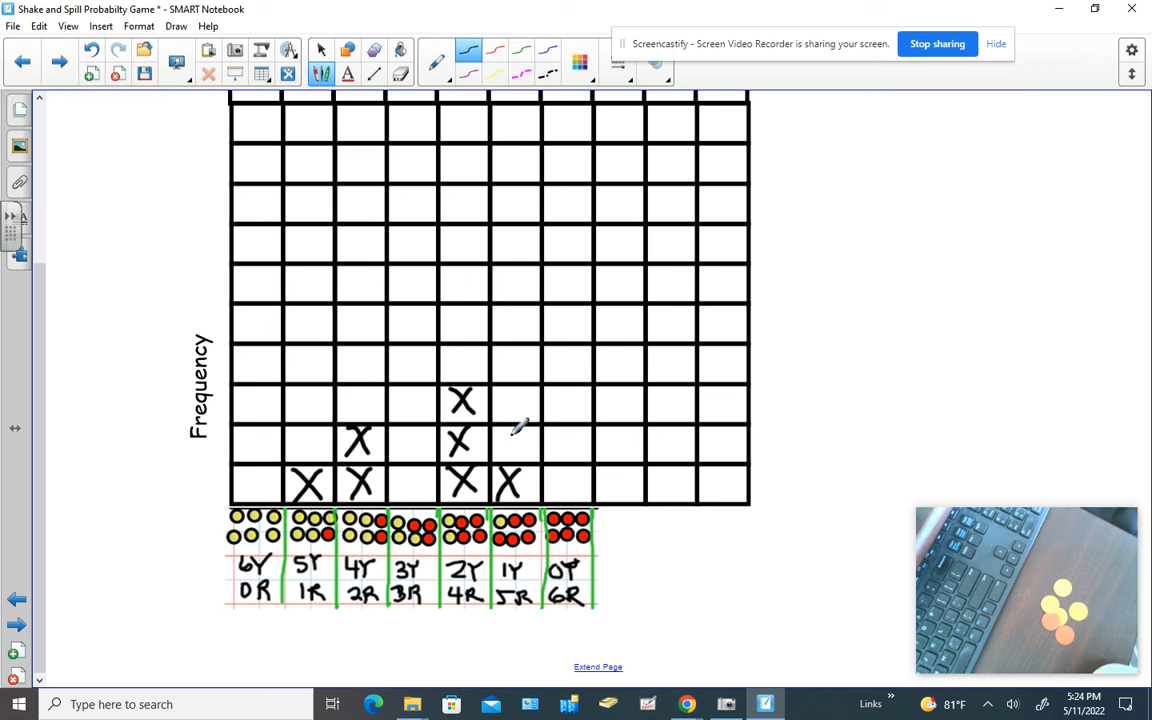 Shake and Spill Probabilty Game * - SMART Notebook
File Edit View Insert Format Draw Help
Screencastify - Screen Video Recorder is sharing your screen. Stop sharing Hide
Frequency
X
X X
X X X X
6Y 5Y 4Y 3Y 2Y 1Y 0Y
0R 1R 2R 3R 4R 5R 6R
Extend Page
Type here to search
Links
81°F
5:24 PM
5/11/2022